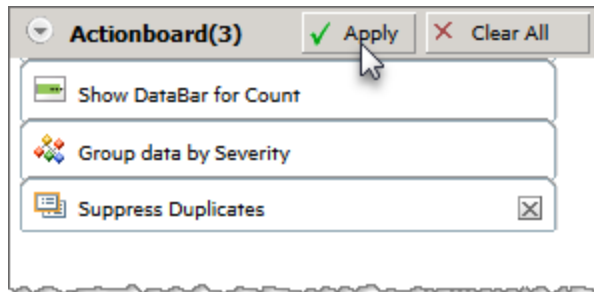 Actionboard(3) Apply Clear All
Show DataBar for Count
Group data by Severity
Suppress Duplicates